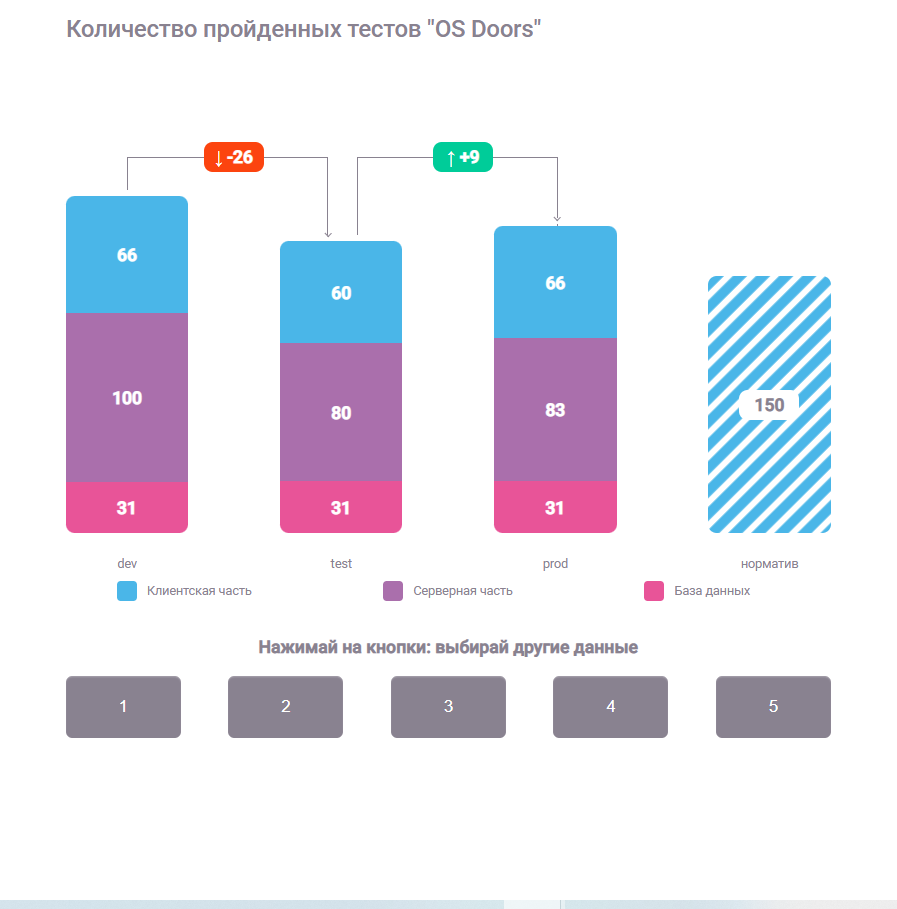 Количество пройденных тестов "OS Doors"
↓ -26
↑ +9
66
60
66
100
80
83
150
31
31
31
dev
test
prod
норматив
Клиентская часть
Серверная часть
База данных
Нажимай на кнопки: выбирай другие данные
1
2
3
4
5